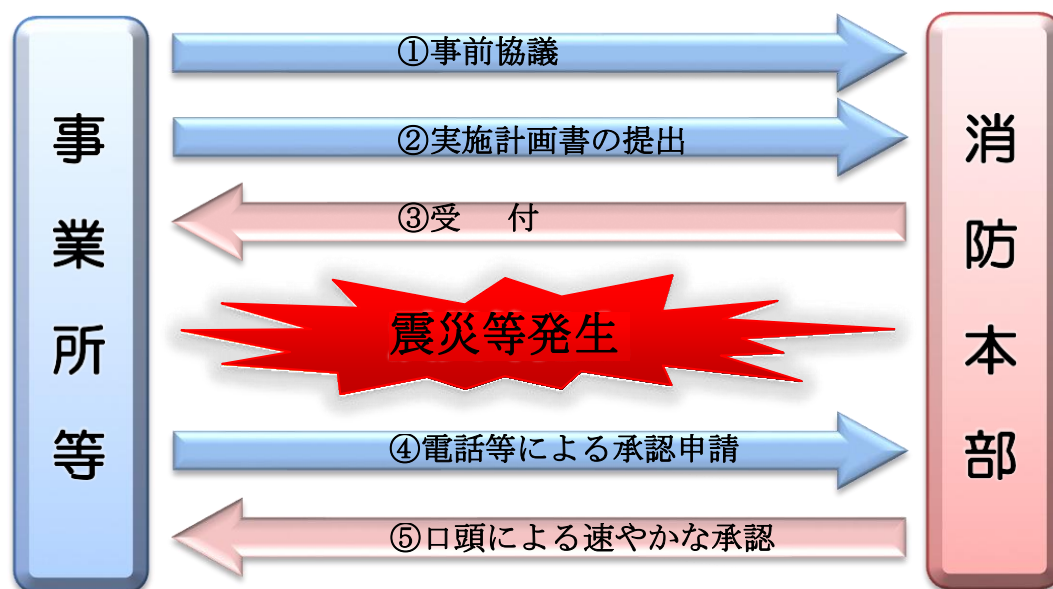 事業所等
①事前協議
②実施計画書の提出
③受　付
震災等発生
④電話等による承認申請
⑤口頭による速やかな承認
消防本部